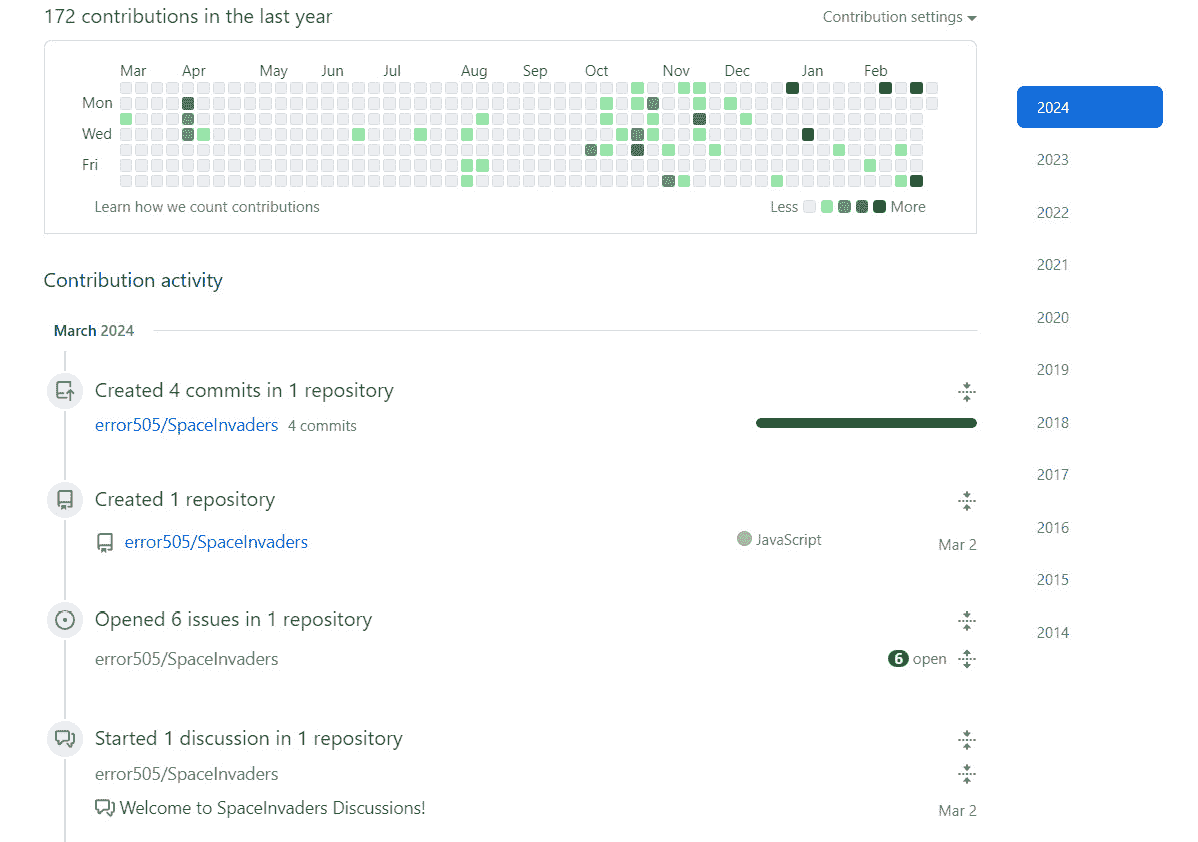 172 contributions in the last year
Contribution settings
Mar Apr May Jun Jul Aug Sep Oct Nov Dec Jan Feb
Mon
Wed
Fri
Learn how we count contributions
Less More
2024
2023
2022
2021
2020
2019
2018
2017
2016
2015
2014
Contribution activity
March 2024
Created 4 commits in 1 repository
error505/SpaceInvaders 4 commits
Created 1 repository
error505/SpaceInvaders JavaScript Mar 2
Opened 6 issues in 1 repository
error505/SpaceInvaders 6 open
Started 1 discussion in 1 repository
error505/SpaceInvaders
Welcome to SpaceInvaders Discussions! Mar 2